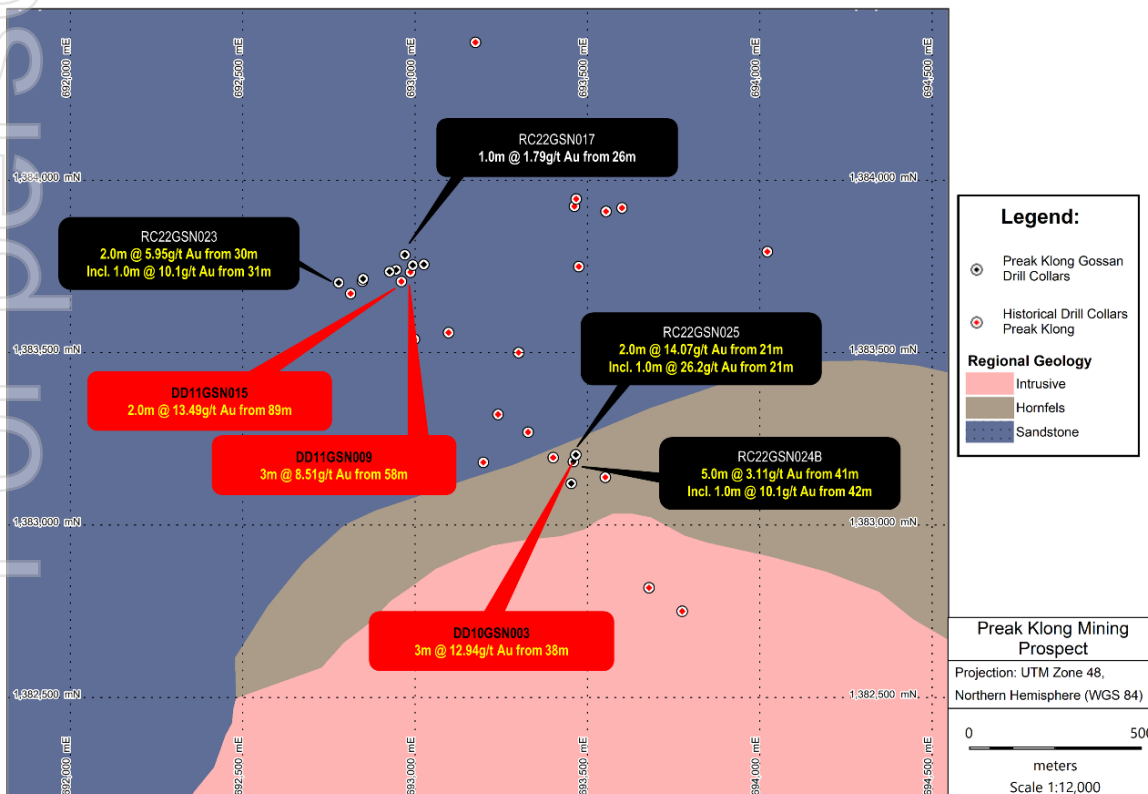 692,000 mE
692,500 mE
693,000 mE
693,500 mE
694,000 mE
694,500 mE
RC22GSN017
1.0m @ 1.79g/t Au from 26m
1,384,000 mN
1,384,000 mN
RC22GSN023
2.0m @ 5.95g/t Au from 30m
Incl. 1.0m @ 10.1g/t Au from 31m
RC22GSN025
2.0m @ 14.07g/t Au from 21m
Incl. 1.0m @ 26.2g/t Au from 21m
1,383,500 mN
1,383,500 mN
DD11GSN015
2.0m @ 13.49g/t Au from 89m
DD11GSN009
3m @ 8.51g/t Au from 58m
RC22GSN024B
5.0m @ 3.11g/t Au from 41m
Incl. 1.0m @ 10.1g/t Au from 42m
1,383,000 mN
1,383,000 mN
DD10GSN003
3m @ 12.94g/t Au from 38m
1,382,500 mN
1,382,500 mN
692,000 mE
692,500 mE
693,000 mE
693,500 mE
694,000 mE
694,500 mE
Legend:
Preak Klong Gossan
Drill Collars
Historical Drill Collars
Preak Klong
Regional Geology
Intrusive
Hornfels
Sandstone
Preak Klong Mining
Prospect
Projection: UTM Zone 48,
Northern Hemisphere (WGS 84)
0
meters
Scale 1:12,000